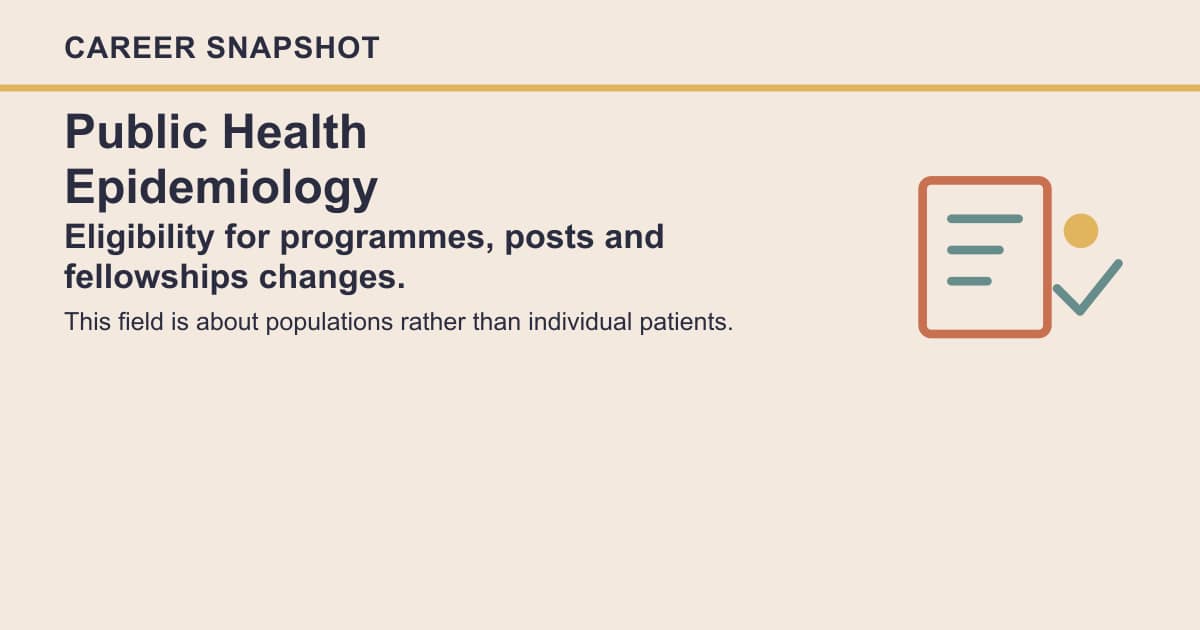 CAREER SNAPSHOT
Public Health
Epidemiology
Eligibility for programmes, posts and
fellowships changes.
This field is about populations rather than individual patients.